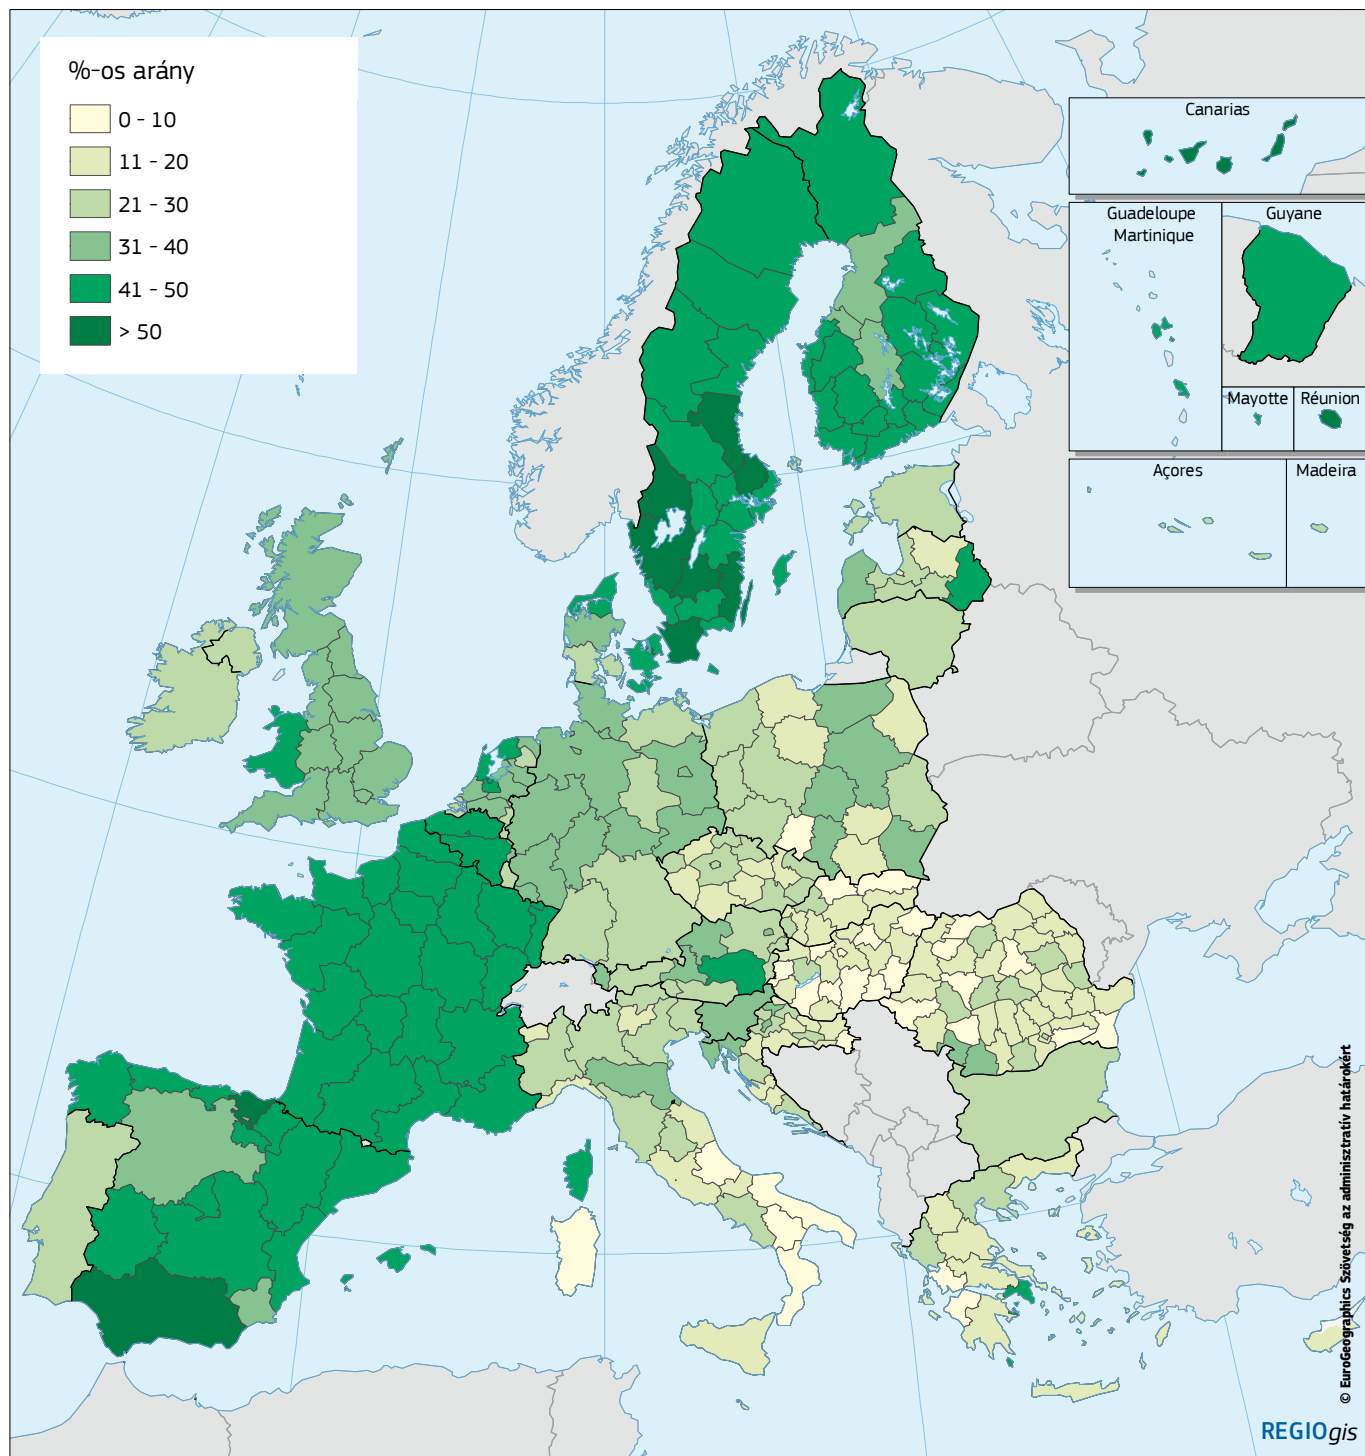 %-os arány
0 - 10
11 - 20
21 - 30
31 - 40
41 - 50
> 50
Canarias
Guadeloupe
Martinique
Guyane
Mayotte
Réunion
Açores
Madeira
© EuroGeographics Szövetség az adminisztratív határokért
REGIOgis